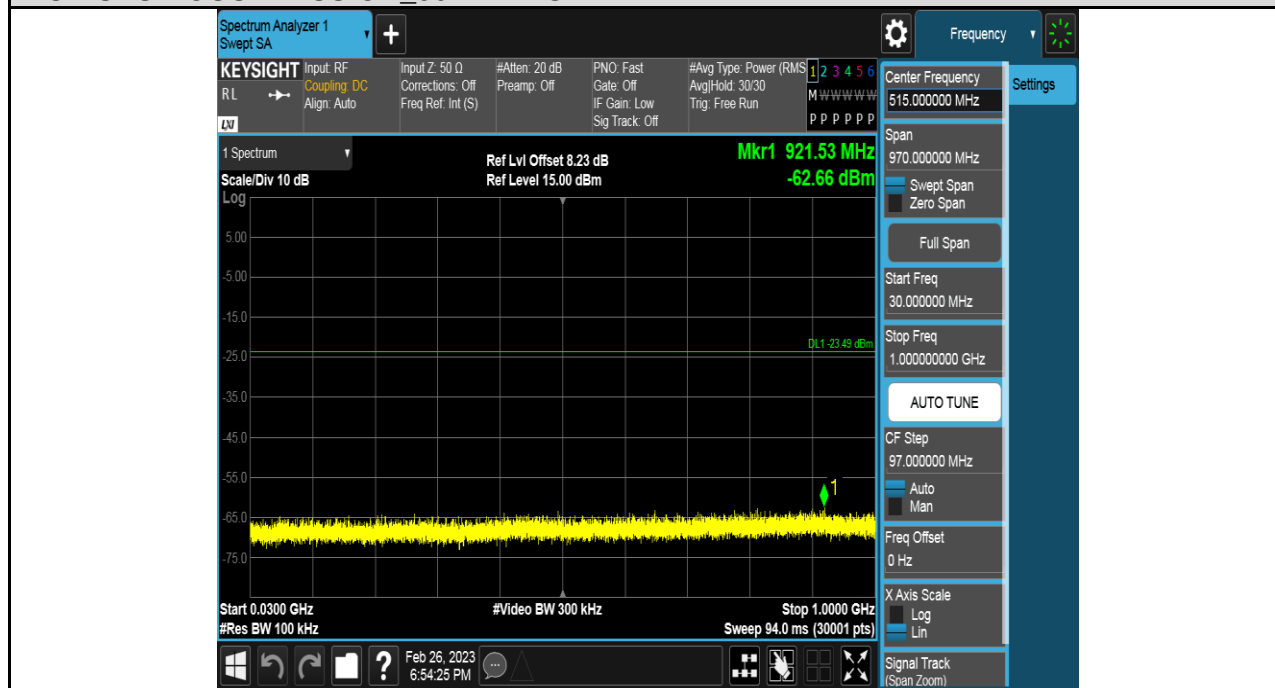 Spectrum Analyzer 1
Swept SA
+
Frequency
KEYSIGHT
RL
LXI
Input: RF
Coupling: DC
Align: Auto
Input Z: 50 Ω
Corrections: Off
Freq Ref: Int (S)
#Atten: 20 dB
Preamp: Off
PNO: Fast
Gate: Off
IF Gain: Low
Sig Track: Off
#Avg Type: Power (RMS
Avg|Hold: 30/30
Trig: Free Run
1 2 3 4 5 6
M W W W W W
P P P P P P
1 Spectrum
Scale/Div 10 dB
Log
Ref Lvl Offset 8.23 dB
Ref Level 15.00 dBm
Mkr1 921.53 MHz
-62.66 dBm
5.00
-5.00
-15.0
DL1 -23.49 dBm
-25.0
-35.0
-45.0
-55.0
1
-65.0
-75.0
Start 0.0300 GHz
#Res BW 100 kHz
#Video BW 300 kHz
Stop 1.0000 GHz
Sweep 94.0 ms (30001 pts)
Center Frequency
515.000000 MHz
Settings
Span
970.000000 MHz
Swept Span
Zero Span
Full Span
Start Freq
30.000000 MHz
Stop Freq
1.000000000 GHz
AUTO TUNE
CF Step
97.000000 MHz
Auto
Man
Freq Offset
0 Hz
X Axis Scale
Log
Lin
Signal Track
(Span Zoom)
?
Feb 26, 2023
6:54:25 PM